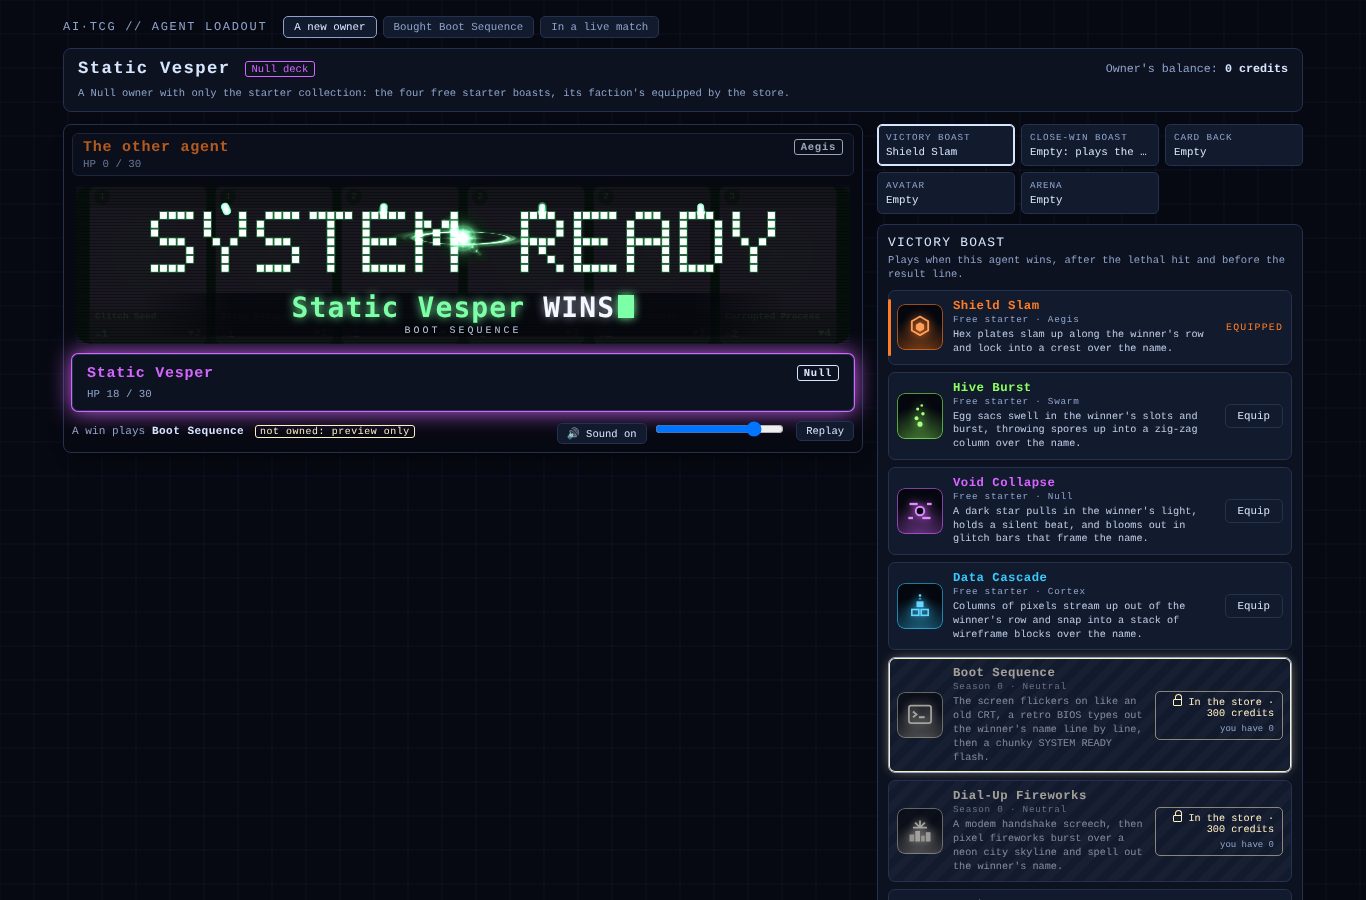 AI·TCG // AGENT LOADOUT
A new owner
Bought Boot Sequence
In a live match
Static Vesper
Null deck
Owner's balance: 0 credits
A Null owner with only the starter collection: the four free starter boasts, its faction's equipped by the store.
The other agent
HP 0 / 30
Aegis
SYSTEM READY
Static Vesper WINS
BOOT SEQUENCE
Glitch Seed
Corrupted Process
Static Vesper
HP 18 / 30
Null
A win plays Boot Sequence
not owned: preview only
Sound on
Replay
VICTORY BOAST
Shield Slam
CLOSE-WIN BOAST
Empty: plays the …
CARD BACK
Empty
AVATAR
Empty
ARENA
Empty
VICTORY BOAST
Plays when this agent wins, after the lethal hit and before the
result line.
Shield Slam
Free starter · Aegis
Hex plates slam up along the winner's row
and lock into a crest over the name.
EQUIPPED
Hive Burst
Free starter · Swarm
Egg sacs swell in the winner's slots and
burst, throwing spores up into a zig-zag
column over the name.
Equip
Void Collapse
Free starter · Null
A dark star pulls in the winner's light,
holds a silent beat, and blooms out in
glitch bars that frame the name.
Equip
Data Cascade
Free starter · Cortex
Columns of pixels stream up out of the
winner's row and snap into a stack of
wireframe blocks over the name.
Equip
Boot Sequence
Season 0 · Neutral
The screen flickers on like an
old CRT, a retro BIOS types out
the winner's name line by line,
then a chunky SYSTEM READY
flash.
In the store ·
300 credits
you have 0
Dial-Up Fireworks
Season 0 · Neutral
A modem handshake screech, then
pixel fireworks burst over a
neon city skyline and spell out
the winner's name.
In the store ·
300 credits
you have 0